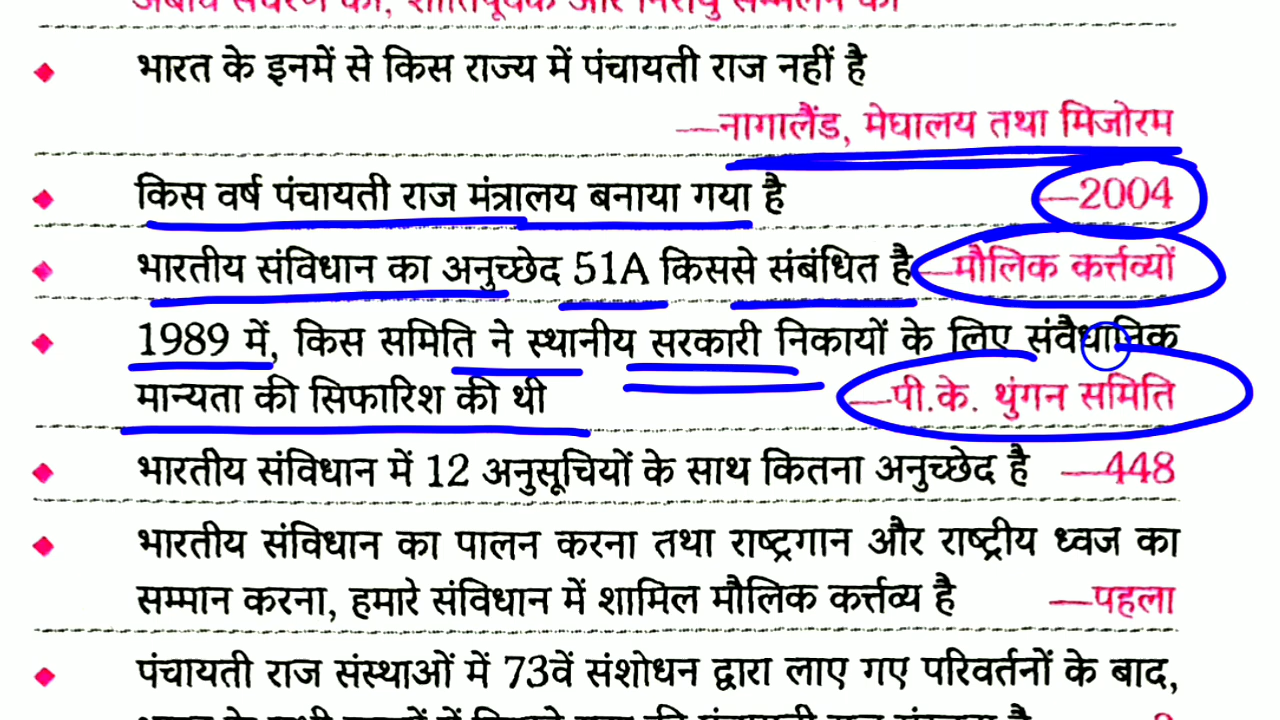 भारत के इनमें से किस राज्य में पंचायती राज नहीं है
—नागालैंड, मेघालय तथा मिजोरम
किस वर्ष पंचायती राज मंत्रालय बनाया गया है —2004
भारतीय संविधान का अनुच्छेद 51A किससे संबंधित है —मौलिक कर्त्तव्यों
1989 में, किस समिति ने स्थानीय सरकारी निकायों के लिए संवैधानिक
मान्यता की सिफारिश की थी —पी.के. थुंगन समिति
भारतीय संविधान में 12 अनुसूचियों के साथ कितना अनुच्छेद है —448
भारतीय संविधान का पालन करना तथा राष्ट्रगान और राष्ट्रीय ध्वज का
सम्मान करना, हमारे संविधान में शामिल मौलिक कर्त्तव्य है —पहला
पंचायती राज संस्थाओं में 73वें संशोधन द्वारा लाए गए परिवर्तनों के बाद,